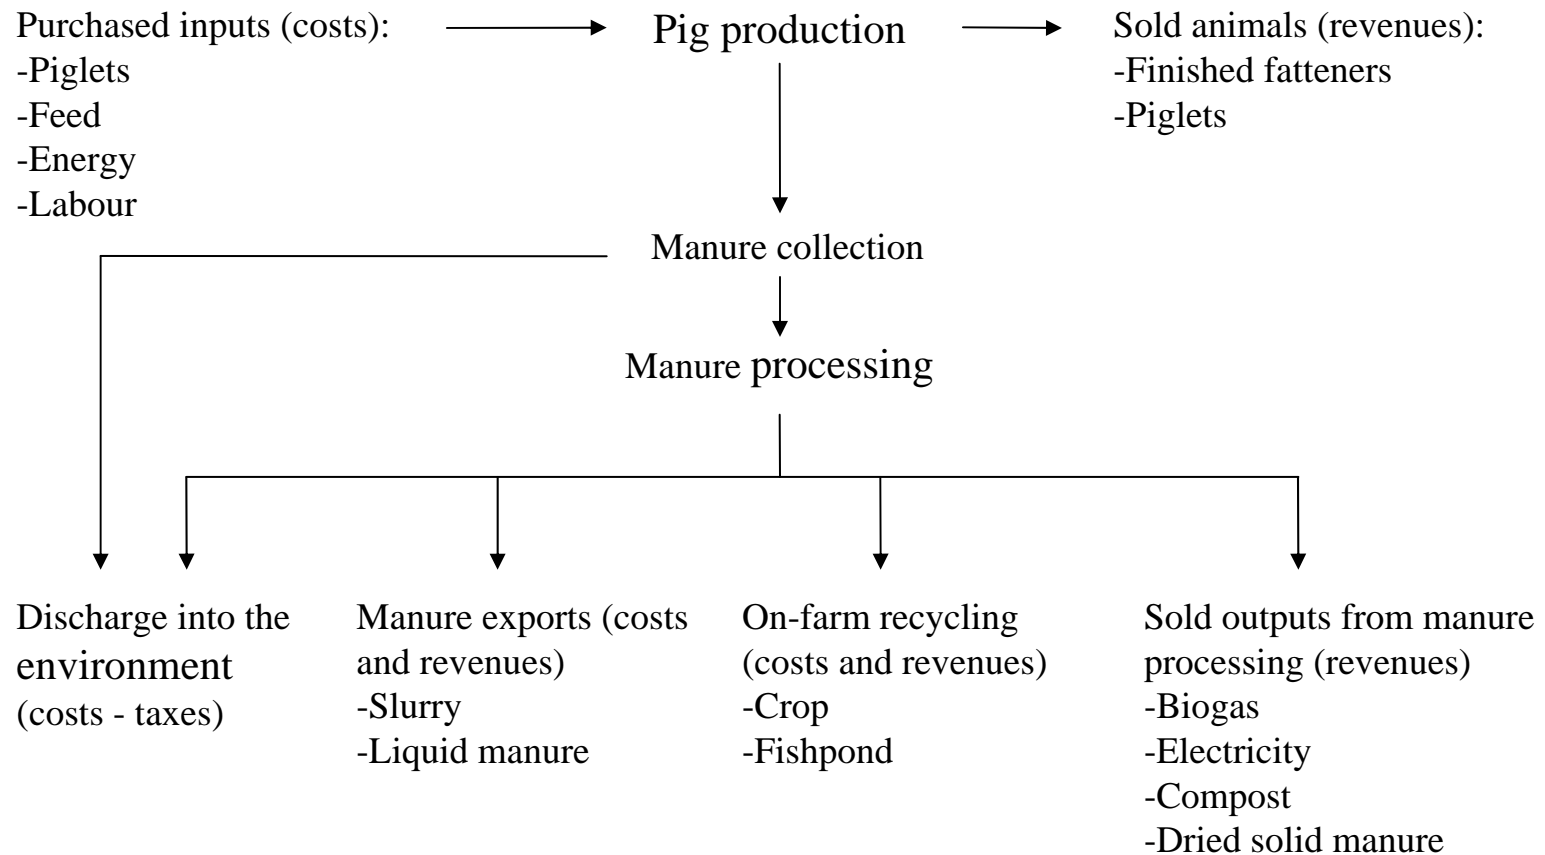 Purchased inputs (costs):
-Piglets
-Feed
-Energy
-Labour
Pig production
Sold animals (revenues):
-Finished fatteners
-Piglets
Manure collection
Manure processing
Discharge into the
environment
(costs - taxes)
Manure exports (costs
and revenues)
-Slurry
-Liquid manure
On-farm recycling
(costs and revenues)
-Crop
-Fishpond
Sold outputs from manure
processing (revenues)
-Biogas
-Electricity
-Compost
-Dried solid manure